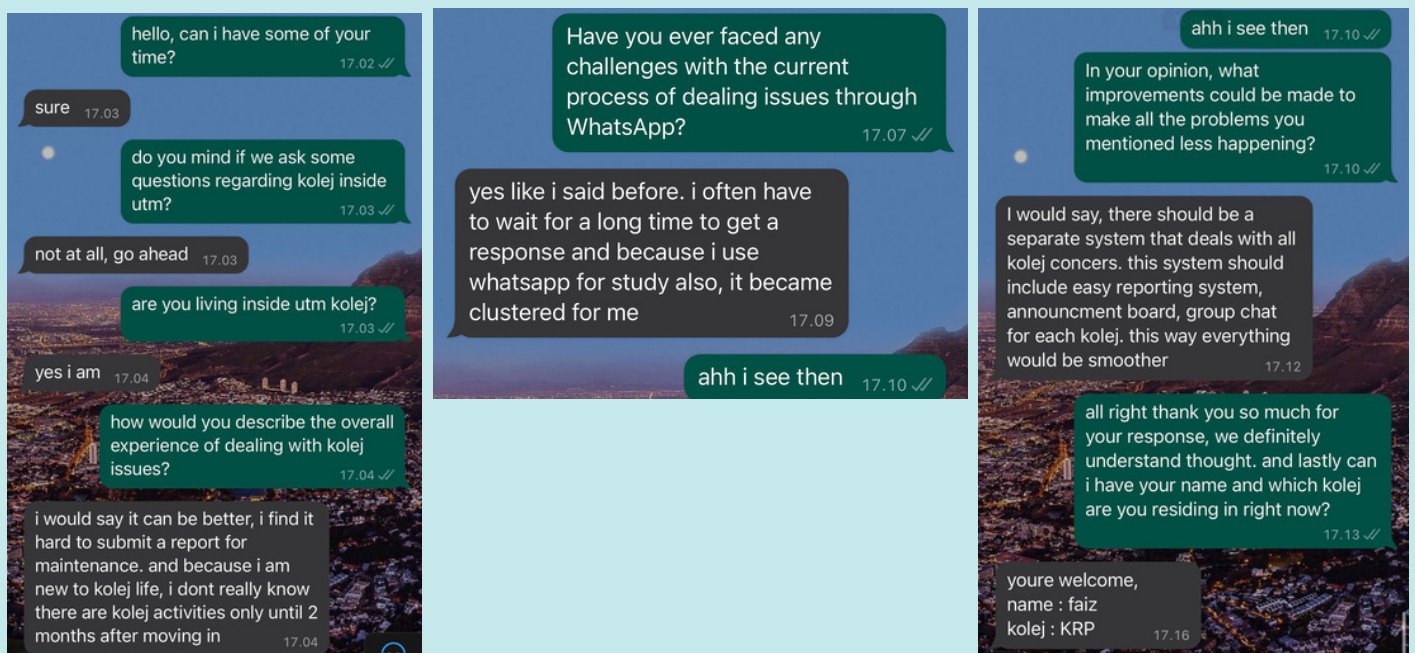 hello, can i have some of your
time?
17.02
sure 17.03
do you mind if we ask some
questions regarding kolej inside
utm?
17.03
not at all, go ahead 17.03
are you living inside utm kolej?
17.03
yes i am 17.04
how would you describe the overall
experience of dealing with kolej
issues?
17.04
i would say it can be better, i find it
hard to submit a report for
maintenance. and because i am
new to kolej life, i dont really know
there are kolej activities only until 2
months after moving in
17.04
Have you ever faced any
challenges with the current
process of dealing issues through
WhatsApp?
17.07
yes like i said before. i often have
to wait for a long time to get a
response and because i use
whatsapp for study also, it became
clustered for me
17.09
ahh i see then 17.10
ahh i see then 17.10
In your opinion, what
improvements could be made to
make all the problems you
mentioned less happening?
17.10
I would say, there should be a
separate system that deals with all
kolej concers. this system should
include easy reporting system,
announcment board, group chat
for each kolej. this way everything
would be smoother
17.12
all right thank you so much for
your response, we definitely
understand thought. and lastly can
i have your name and which kolej
are you residing in right now?
17.13
youre welcome,
name : faiz
kolej : KRP
17.16